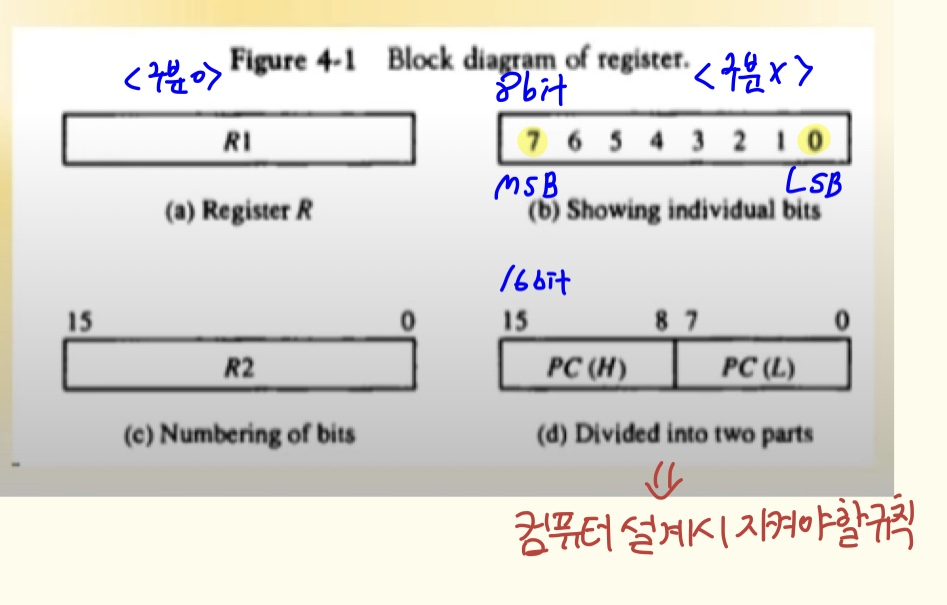 Figure 4-1 Block diagram of register.
<구분o> <구분x>
8bit
R1
7 6 5 4 3 2 1 0
MSB LSB
(a) Register R
(b) Showing individual bits
16bit
15 0
15 8 7 0
R2
PC (H) PC (L)
(c) Numbering of bits
(d) Divided into two parts
컴퓨터 설계시 지켜야할규칙